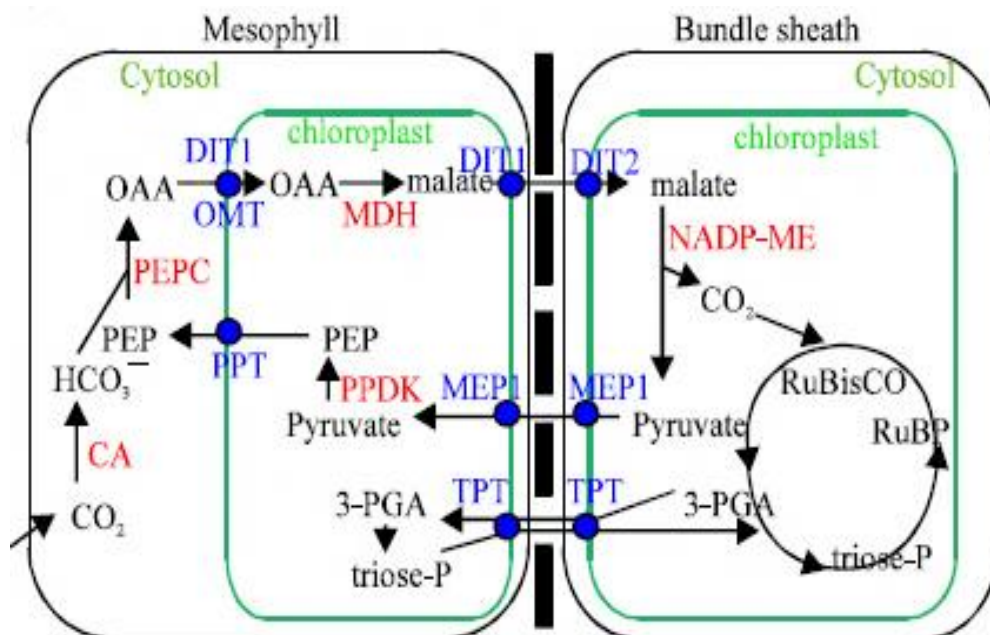 Mesophyll
Bundle sheath
Cytosol
Cytosol
chloroplast
chloroplast
DIT1
DIT1
DIT2
OAA
OAA
malate
malate
OMT
MDH
NADP-ME
PEPC
CO₂
PEP
PEP
PPT
HCO₃⁻
PPDK
MEP1
MEP1
RuBisCO
Pyruvate
Pyruvate
RuBP
CA
TPT
TPT
3-PGA
3-PGA
CO₂
triose-P
triose-P